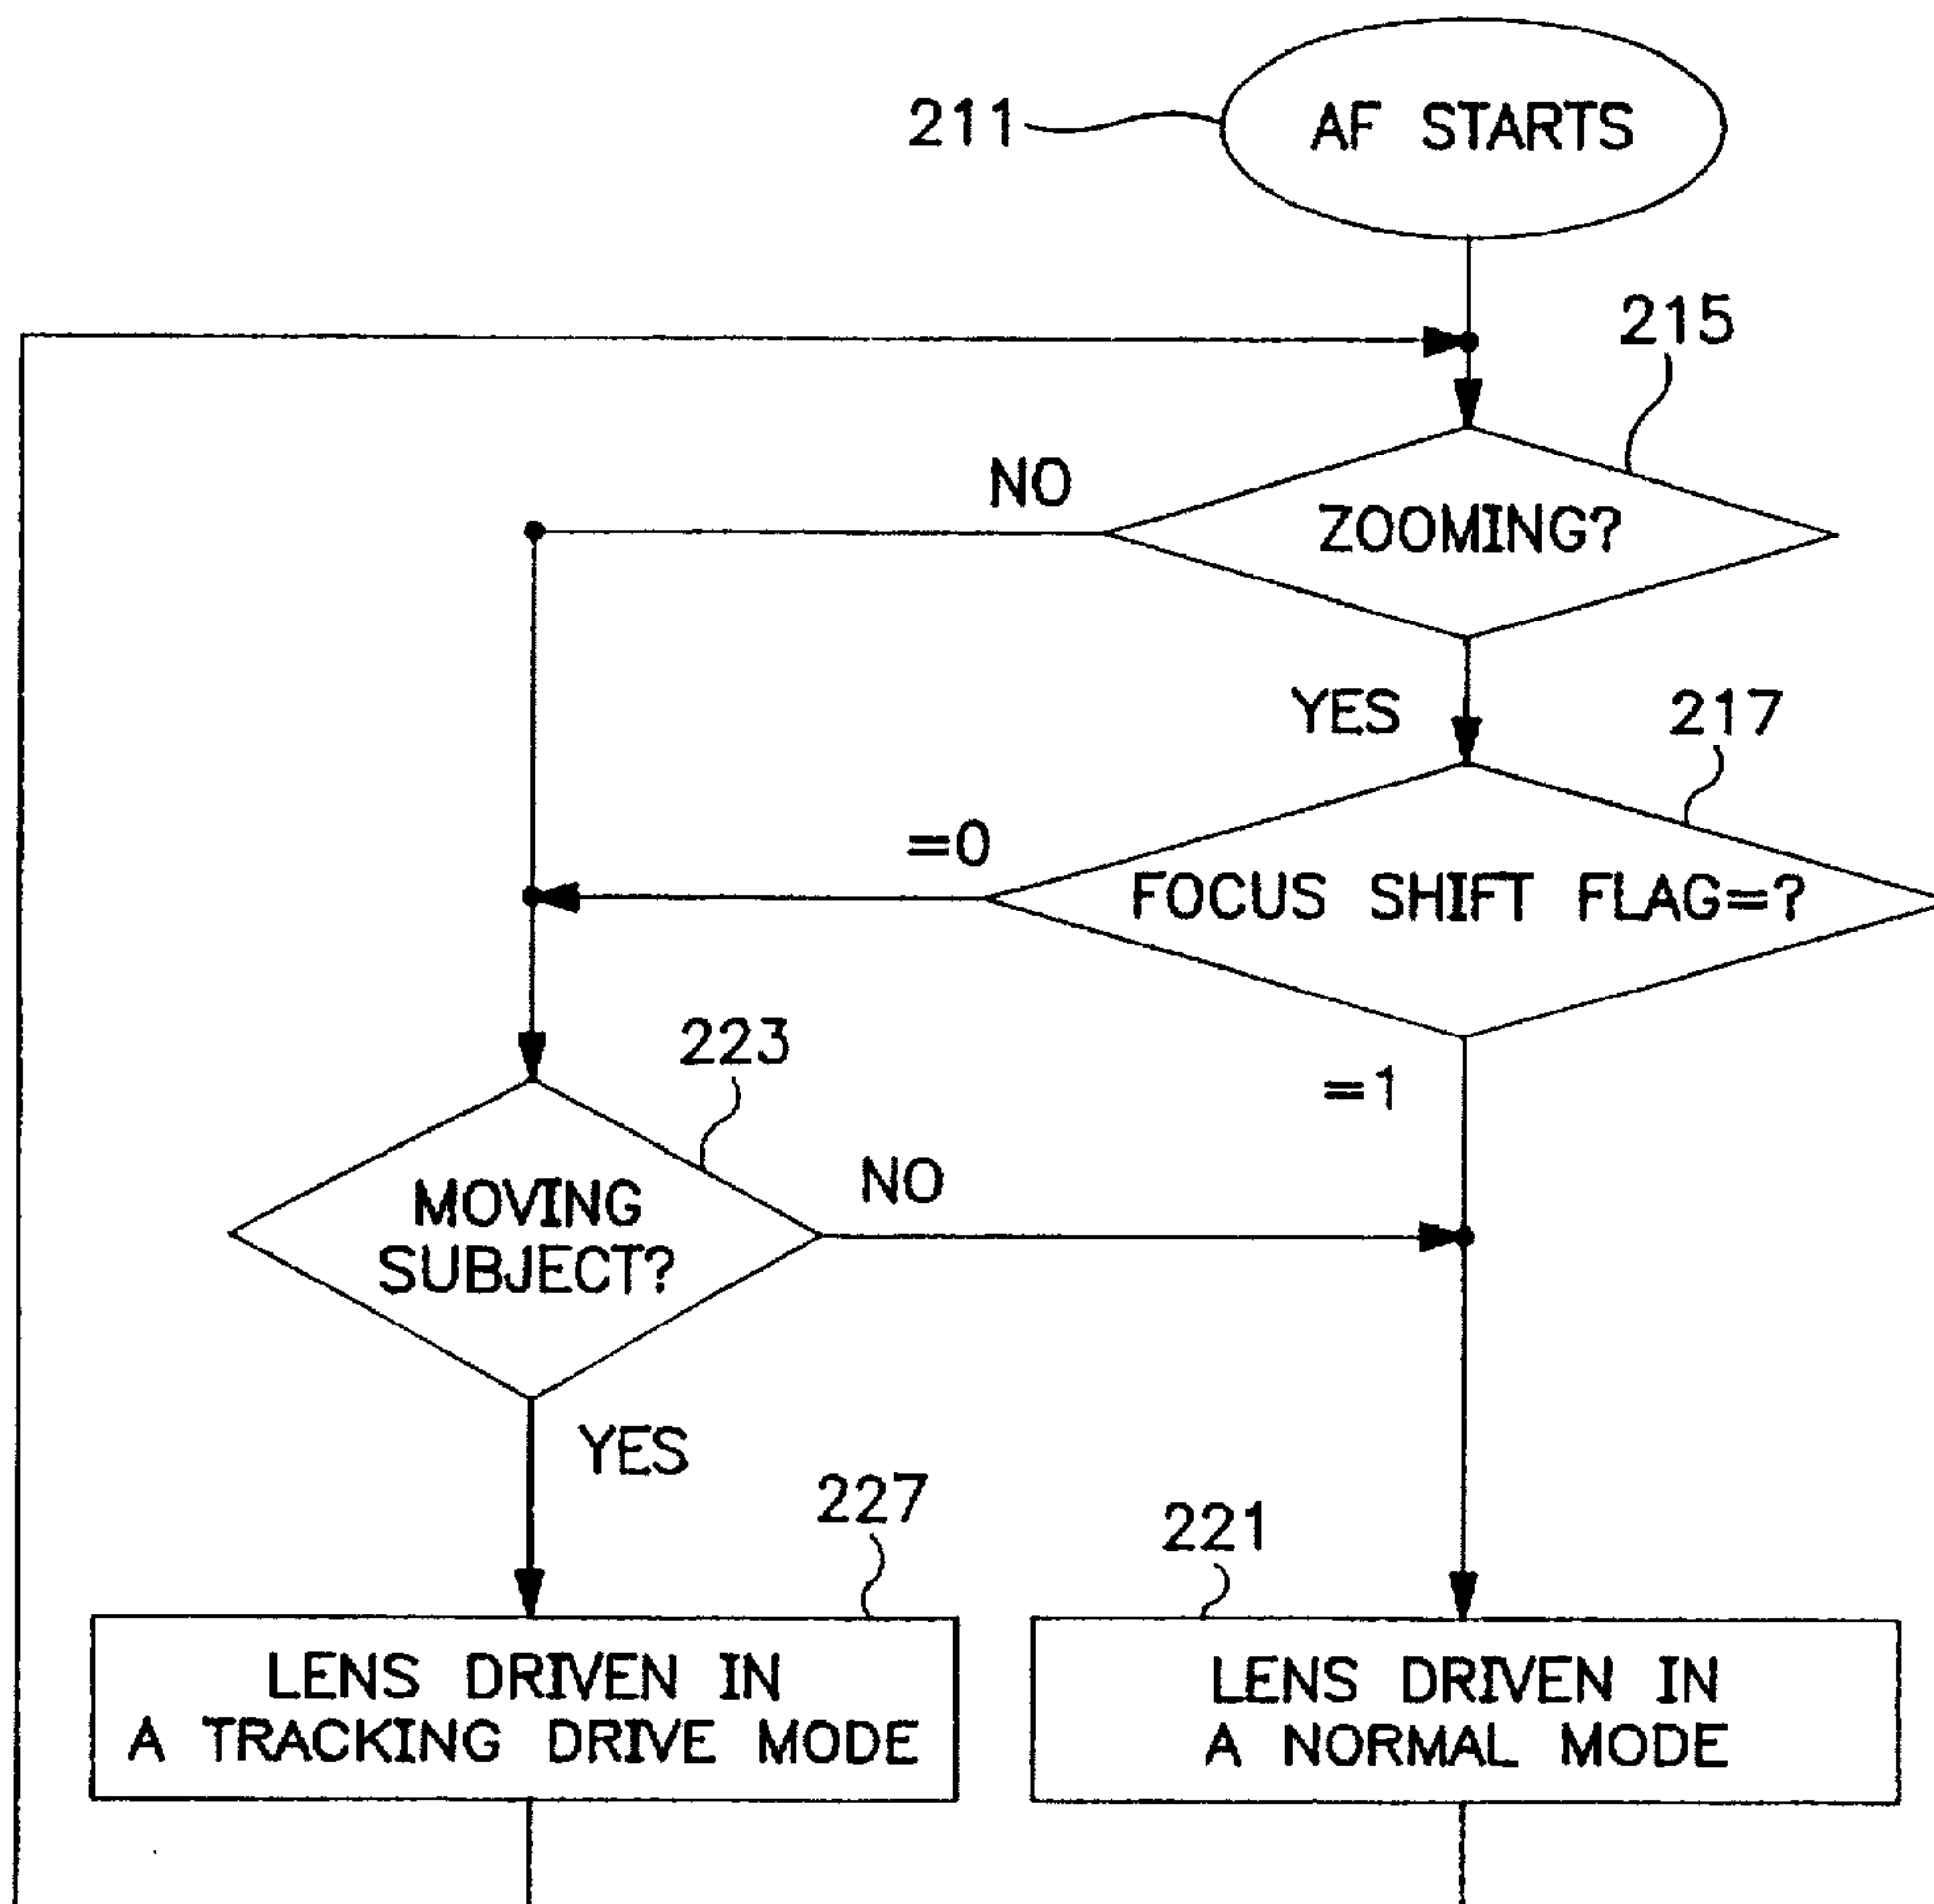 211
AF STARTS
215
NO
ZOOMING?
YES
217
=0
FOCUS SHIFT FLAG=?
223
=1
NO
MOVING
SUBJECT?
YES
227
221
LENS DRIVEN IN
A TRACKING DRIVE MODE
LENS DRIVEN IN
A NORMAL MODE